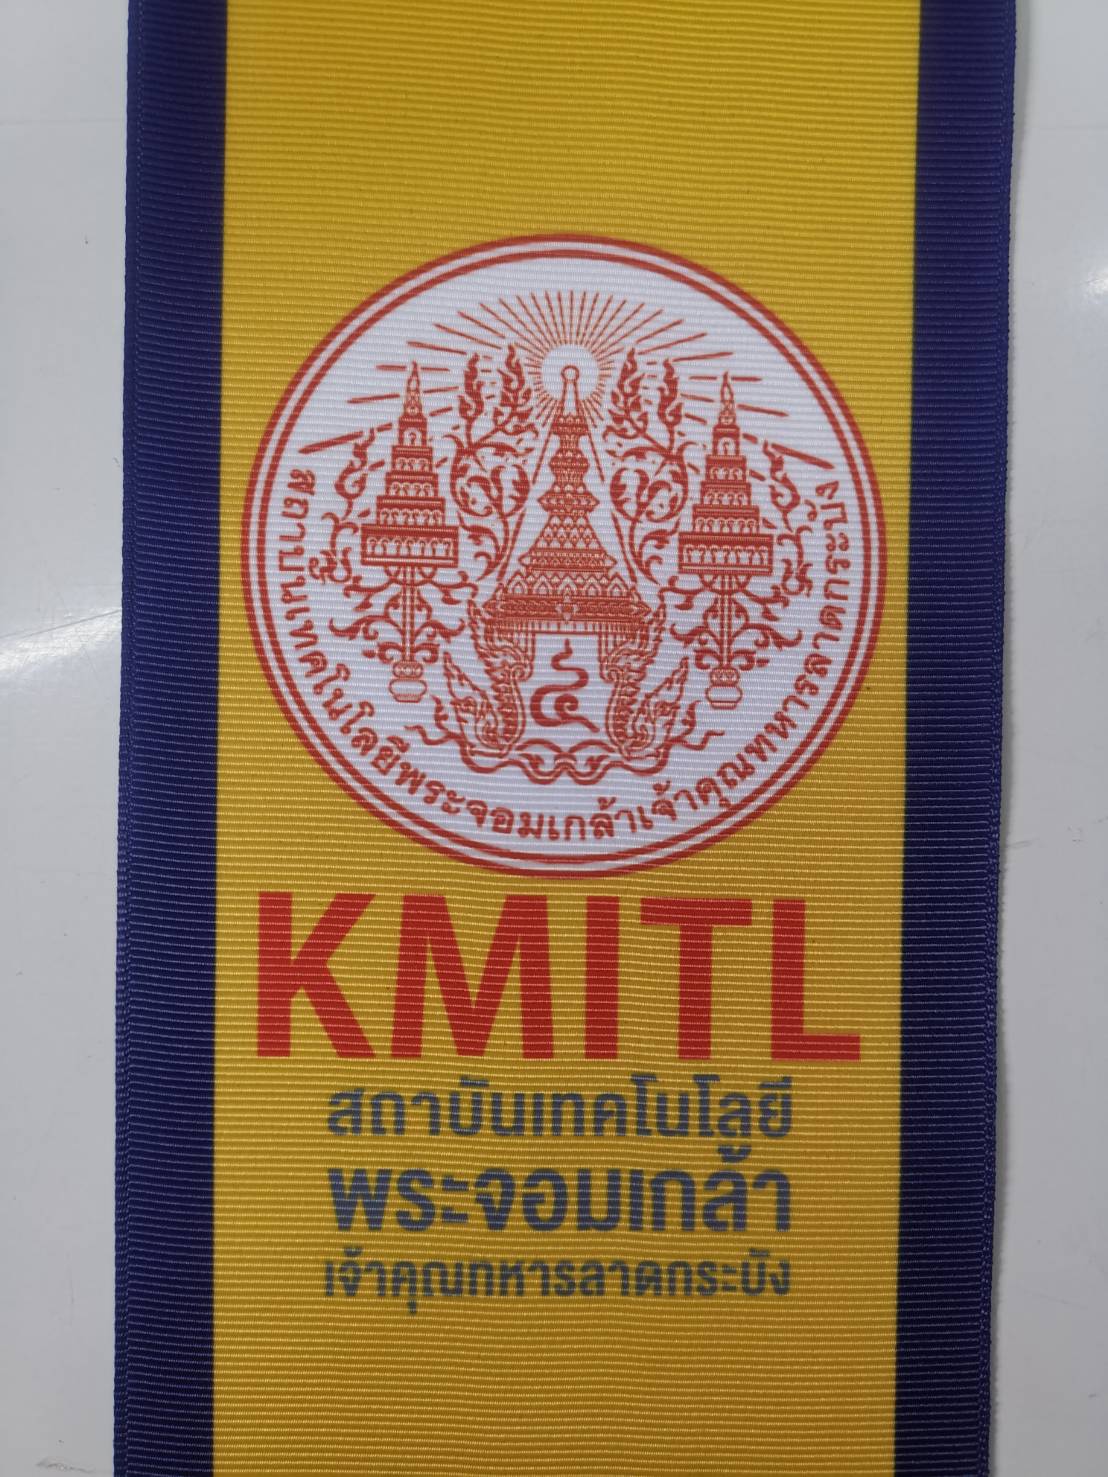 สถาบันเทคโนโลยีพระจอมเกล้าเจ้าคุณทหารลาดกระบัง
๔
KMITL
สถาบันเทคโนโลยี
พระจอมเกล้า
เจ้าคุณทหารลาดกระบัง